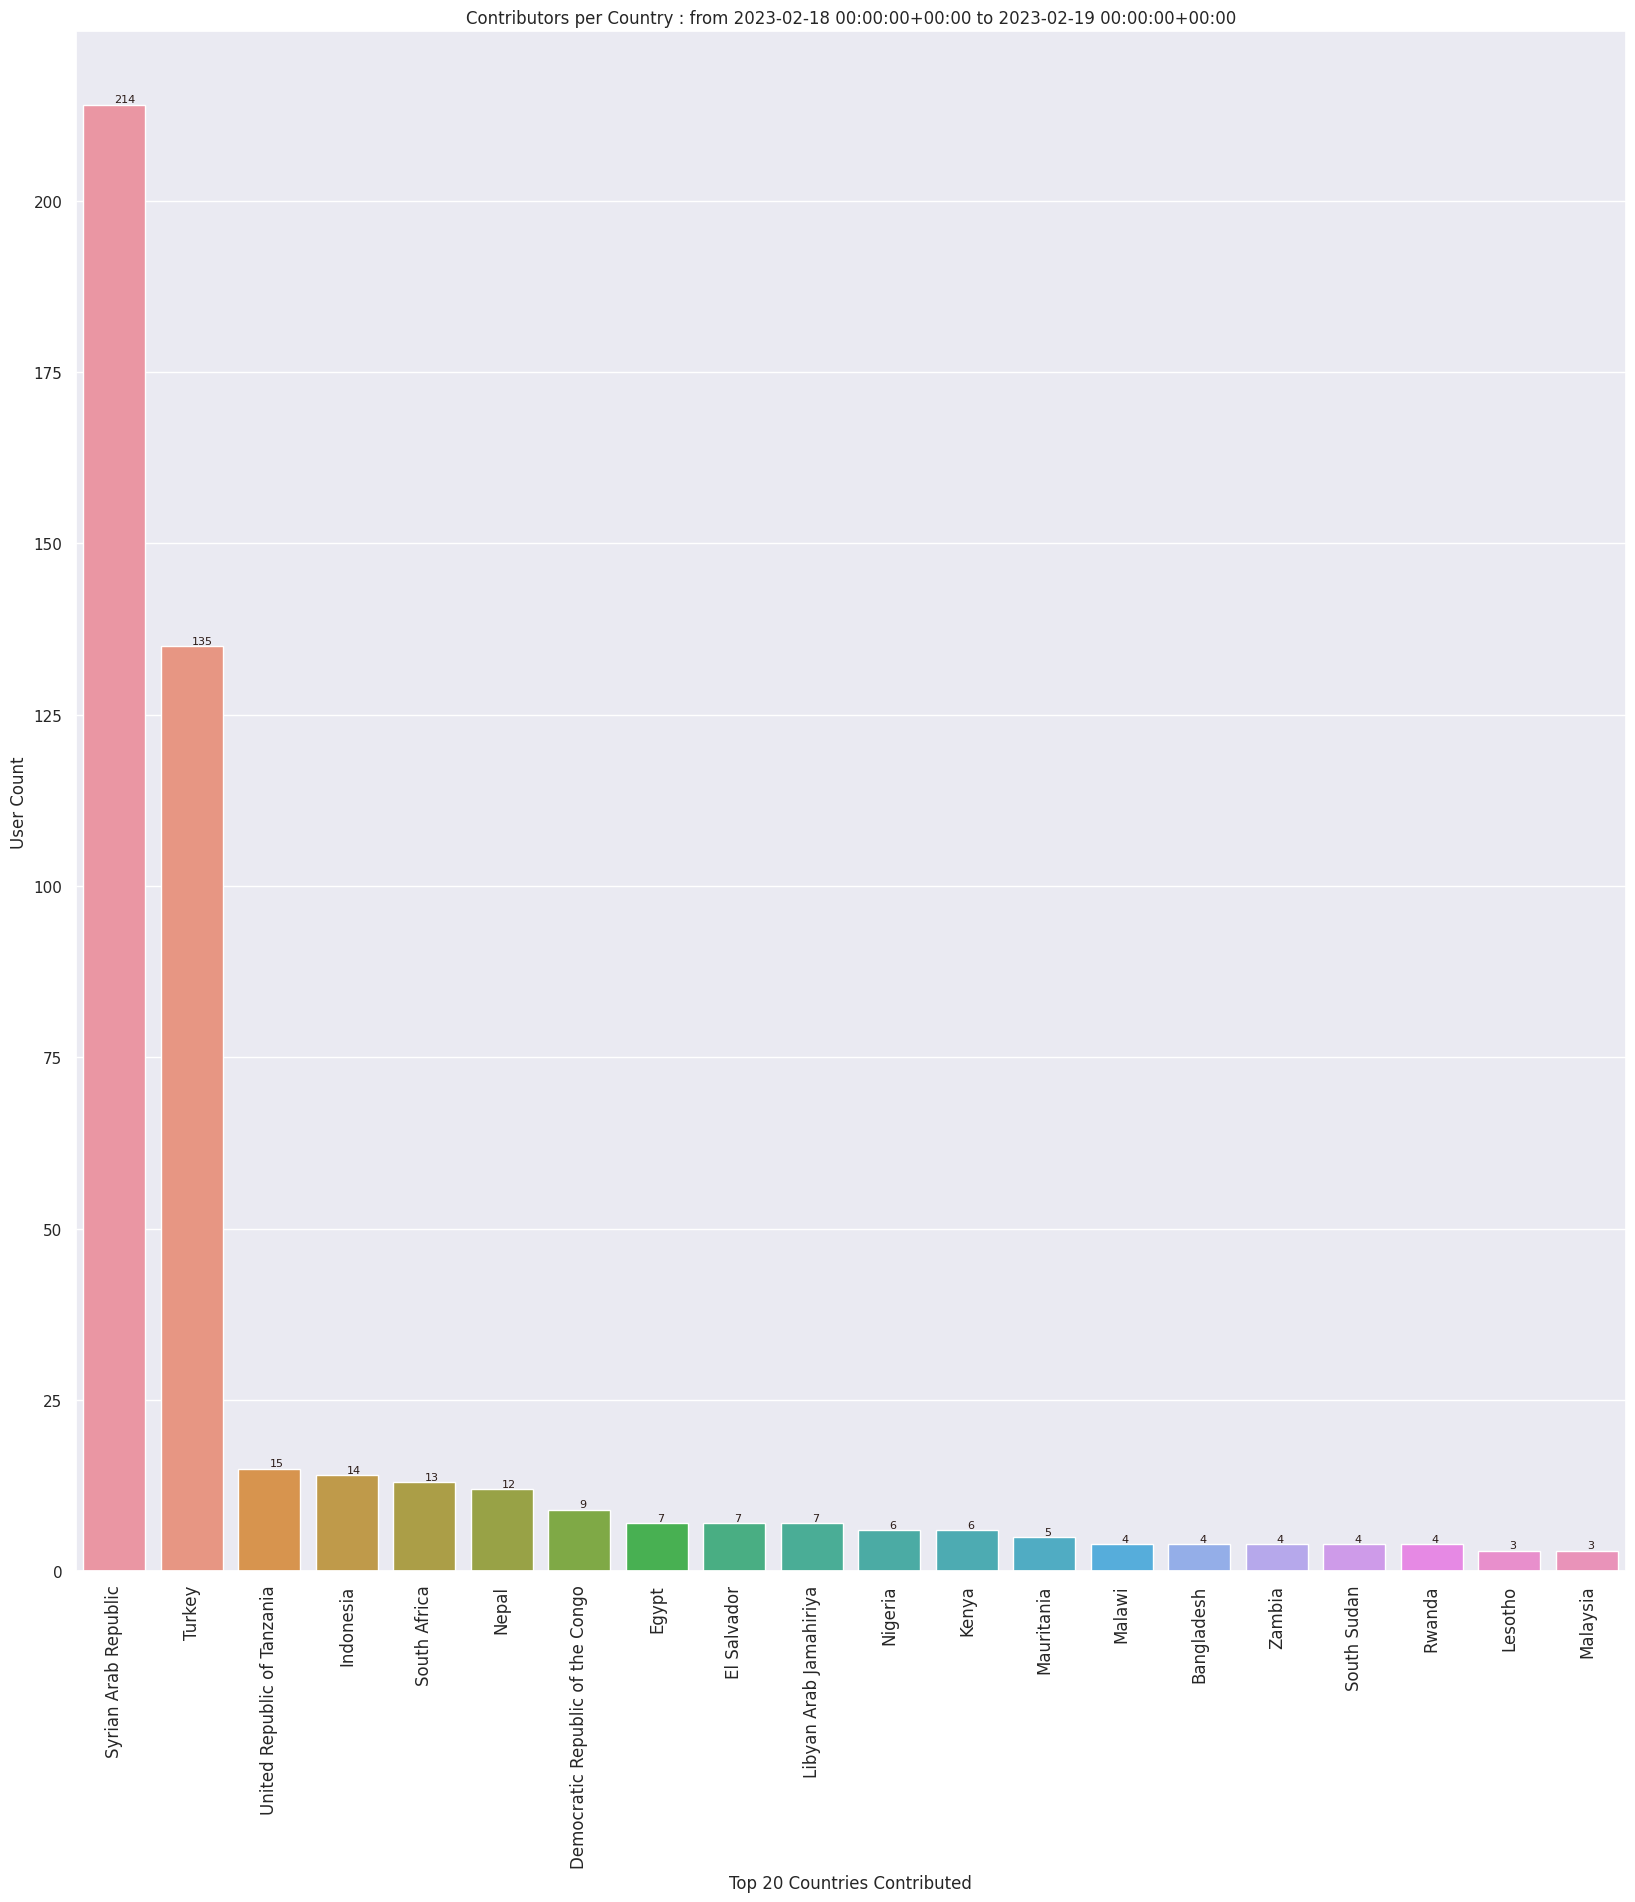 Contributors per Country : from 2023-02-18 00:00:00+00:00 to 2023-02-19 00:00:00+00:00
User Count
200
175
150
125
100
75
50
25
0
214
135
15
14
13
12
9
7
7
7
6
6
5
4
4
4
4
4
3
3
Syrian Arab Republic
Turkey
United Republic of Tanzania
Indonesia
South Africa
Nepal
Democratic Republic of the Congo
Egypt
El Salvador
Libyan Arab Jamahiriya
Nigeria
Kenya
Mauritania
Malawi
Bangladesh
Zambia
South Sudan
Rwanda
Lesotho
Malaysia
Top 20 Countries Contributed